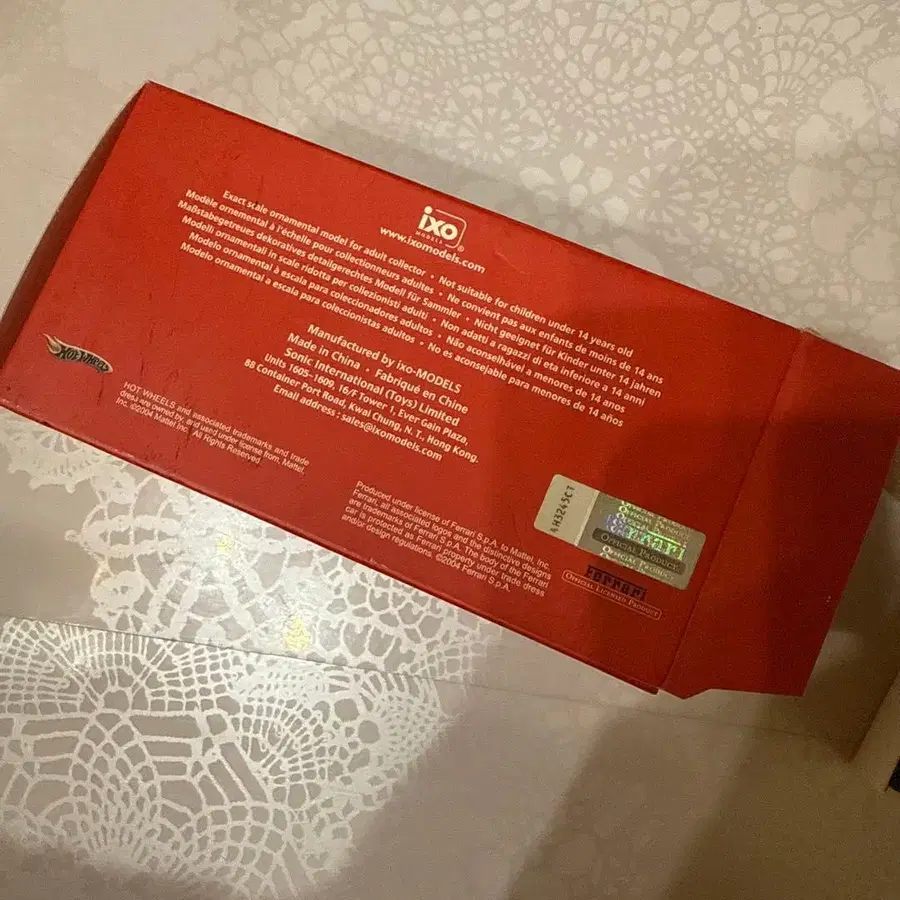 ixo
MODELS
www.ixomodels.com
Exact scale ornamental model for adult collector • Not suitable for children under 14 years old
Modèle ornemental à l'échelle pour collectionneurs adultes • Ne convient pas aux enfants de moins de 14 ans
Maßstabegetreues dekoratives detailgerechtes Modell für Sammler • Nicht geeignet für Kinder unter 14 jahren
Modelli ornamentali in scale ridotta per collezionisti adulti • Non adatti a ragazzi di eta inferiore a 14 anni
Modelo ornamental à escala para coleccionadores adultos • Não aconselhável a menores de 14 anos
Modelo ornamental a escala para coleccionistas adultos • No es aconsejable para menores de 14 años
Manufactured by ixo-MODELS
Made in China • Fabriqué en Chine
Sonic International (Toys) Limited
Units 1605-1609, 16/F Tower 1, Ever Gain Plaza,
88 Container Port Road, Kwai Chung, N.T., Hong Kong.
Email address : sales@ixomodels.com
HOT WHEELS
HOT WHEELS and associated trademarks and trade
dress are owned by, and used under license from, Mattel,
Inc. ©2004 Mattel Inc. All Rights Reserved.
Produced under license of Ferrari S.p.A. to Mattel, Inc.
Ferrari, all associated logos and the distinctive designs
are trademarks of Ferrari S.p.A. The body of the Ferrari
car is protected as Ferrari property under trade dress
and/or design regulations. ©2004 Ferrari S.p.A.
AH3245CT
OFFICIAL PRODUCT
Ferrari
OFFICIAL PRODUCT
OFFICIAL PRODUCT
Ferrari
OFFICIAL LICENSED PRODUCT